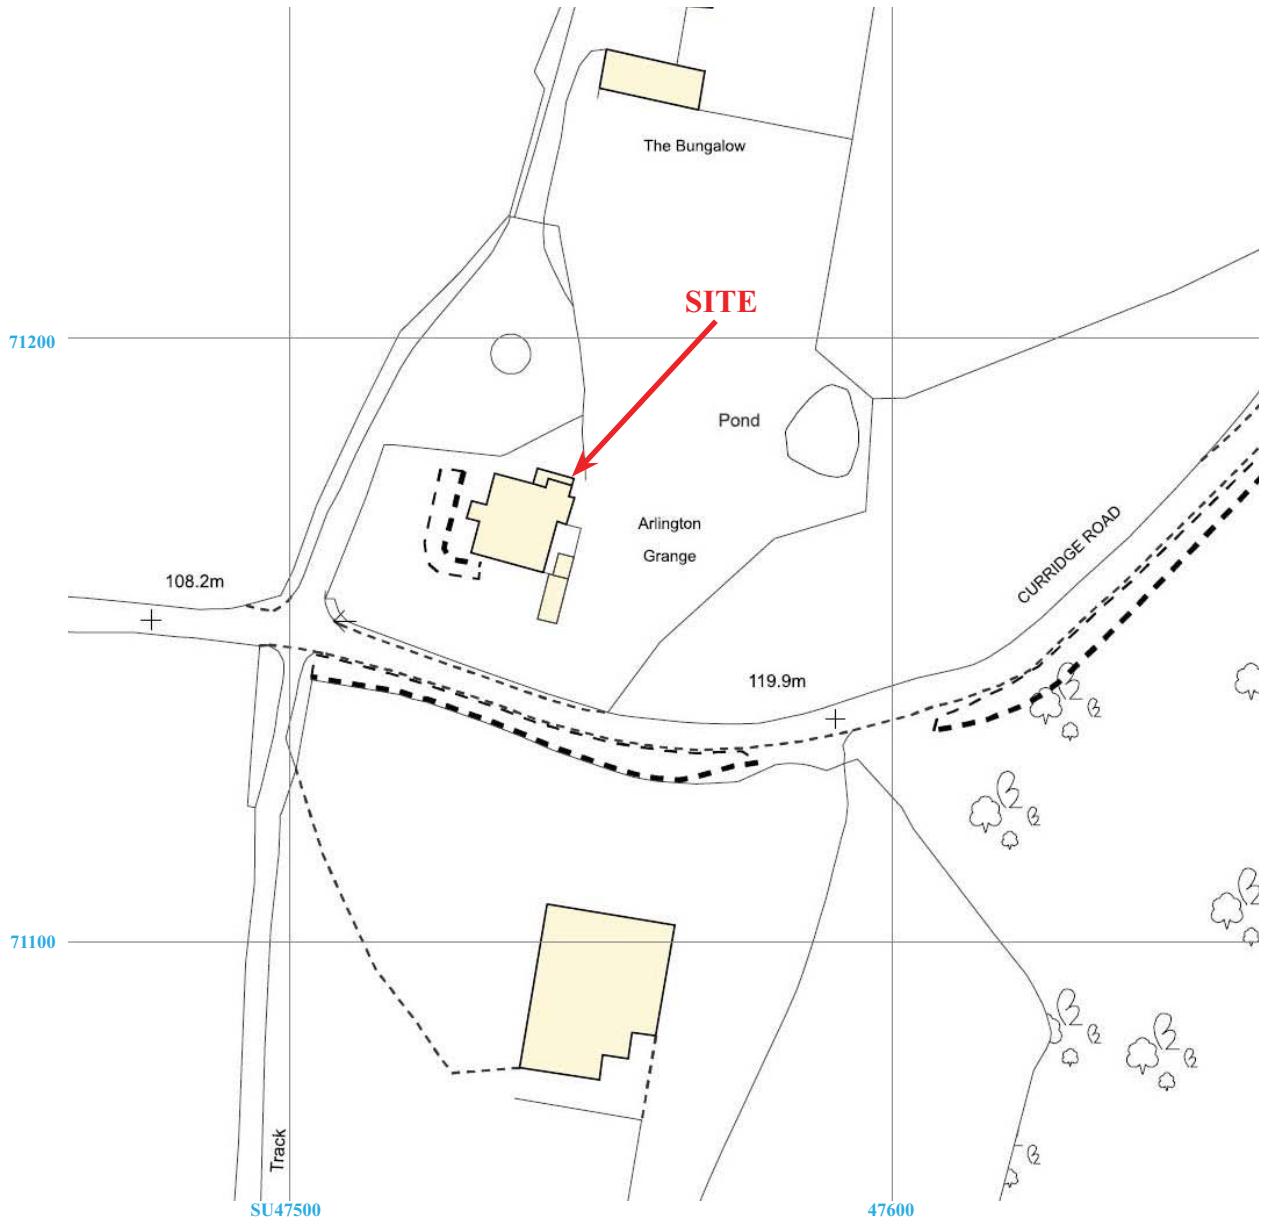 The Bungalow
SITE
71200
Pond
Arlington
Grange
CURRIDGE ROAD
108.2m
119.9m
71100
Track
SU47500
47600